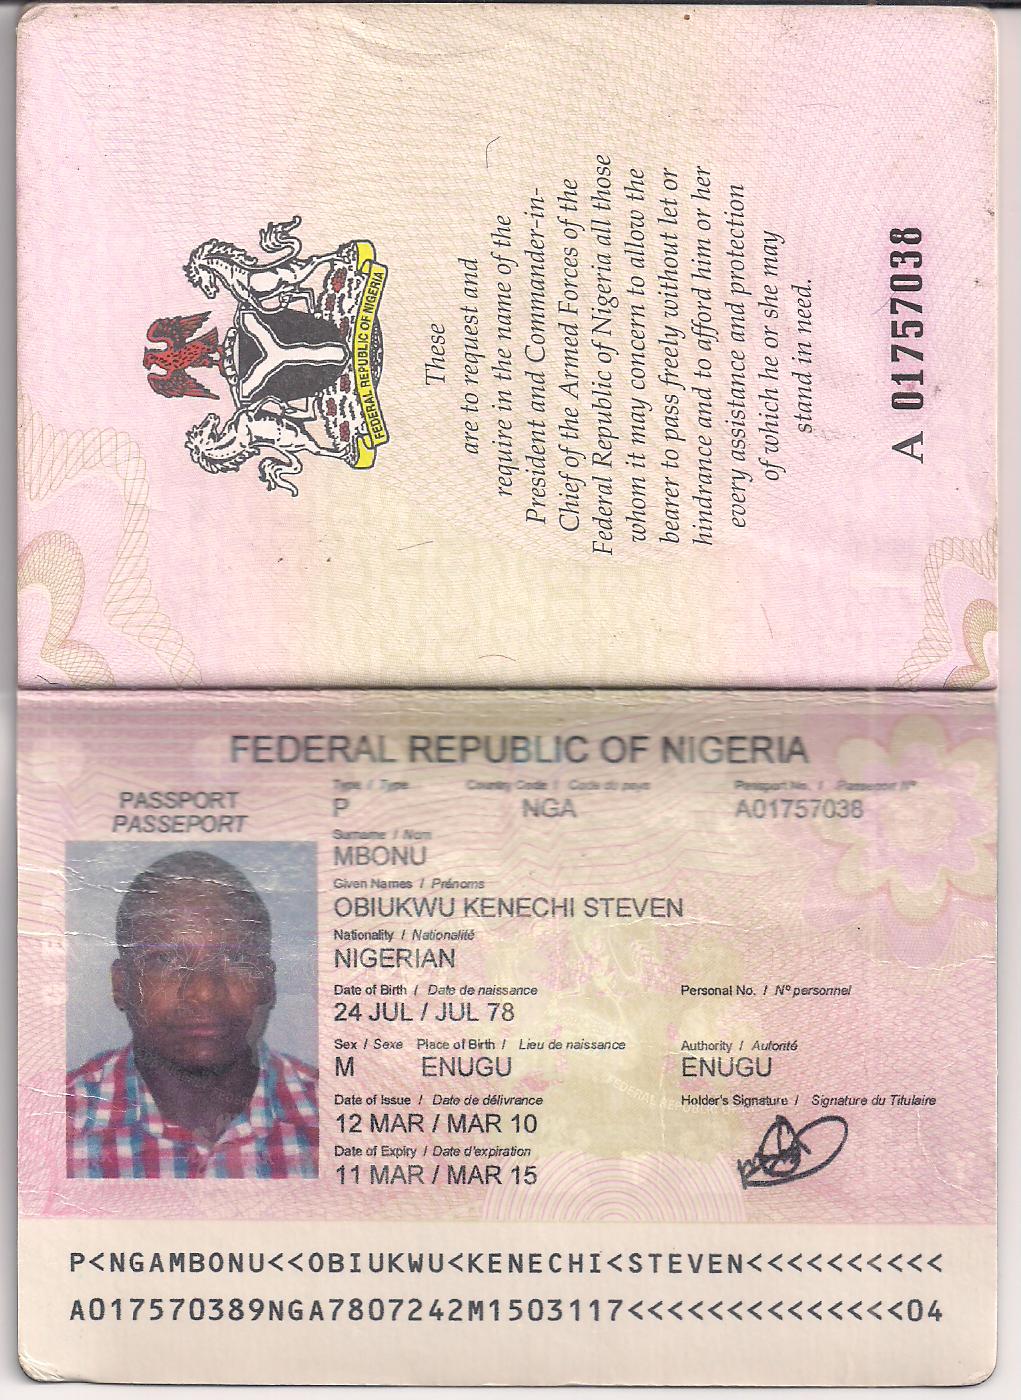 FEDERAL REPUBLIC OF NIGERIA
These
are to request and
require in the name of the
President and Commander-in-
Chief of the Armed Forces of the
Federal Republic of Nigeria all those
whom it may concern to allow the
bearer to pass freely without let or
hindrance and to afford him or her
every assistance and protection
of which he or she may
stand in need.
A 01757038
FEDERAL REPUBLIC OF NIGERIA
PASSPORT
PASSEPORT
Type / Type Country Code / Code du pays Passport No. / Passeport N°
P NGA A01757038
Surname / Nom
MBONU
Given Names / Prénoms
OBIUKWU KENECHI STEVEN
Nationality / Nationalité
NIGERIAN
Date of Birth / Date de naissance Personal No. / N° personnel
24 JUL / JUL 78
Sex / Sexe Place of Birth / Lieu de naissance Authority / Autorité
M ENUGU ENUGU
Date of Issue / Date de délivrance Holder's Signature / Signature du Titulaire
12 MAR / MAR 10
Date of Expiry / Date d'expiration
11 MAR / MAR 15
P<NGAMBONU<<OBIUKWU<KENECHI<STEVEN<<<<<<<<<<
A017570389NGA7807242M1503117<<<<<<<<<<<<<<04